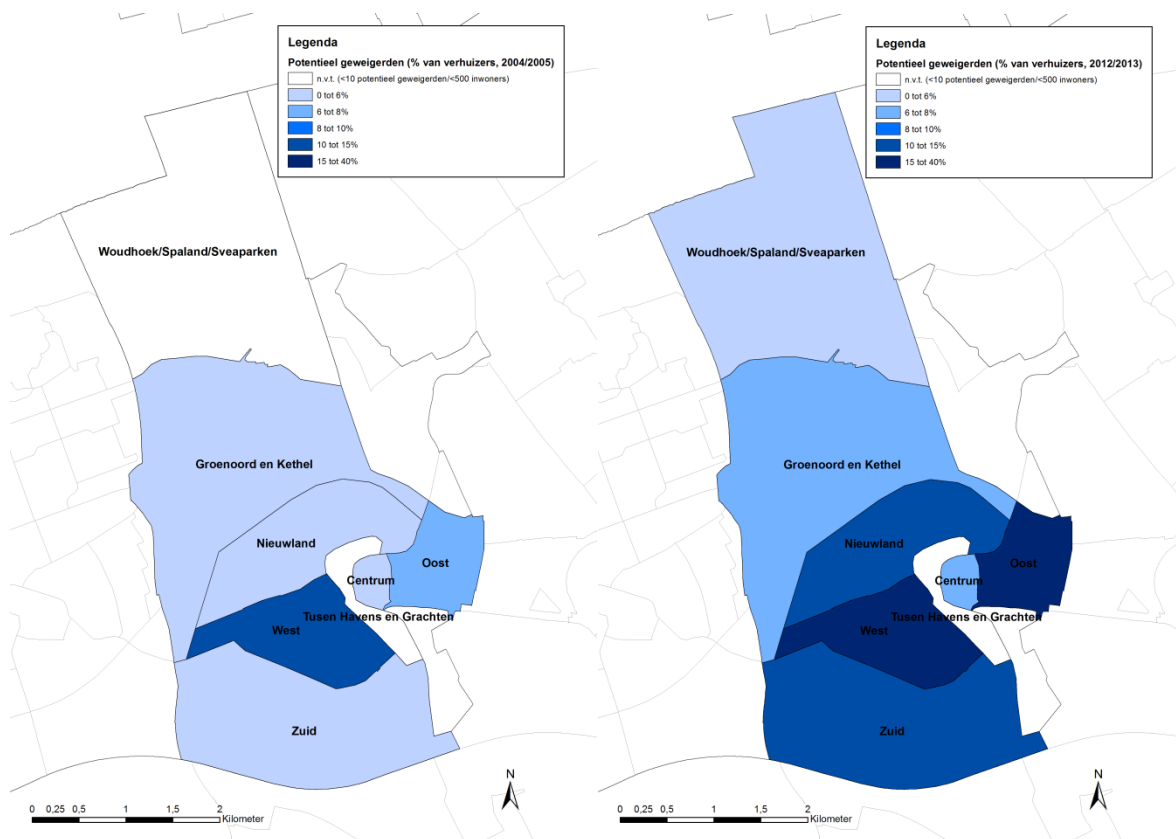 Legenda
Potentieel geweigerden (% van verhuizers, 2004/2005)
n.v.t. (<10 potentieel geweigerden/<500 inwoners)
0 tot 6%
6 tot 8%
8 tot 10%
10 tot 15%
15 tot 40%
Woudhoek/Spaland/Sveaparken
Groenoord en Kethel
Nieuwland
Oost
Centrum
Tusen Havens en Grachten
West
Zuid
N
0 0,25 0,5 1 1,5 2
Kilometer
Legenda
Potentieel geweigerden (% van verhuizers, 2012/2013)
n.v.t. (<10 potentieel geweigerden/<500 inwoners)
0 tot 6%
6 tot 8%
8 tot 10%
10 tot 15%
15 tot 40%
Woudhoek/Spaland/Sveaparken
Groenoord en Kethel
Nieuwland
Oost
Centrum
Tusen Havens en Grachten
West
Zuid
N
0 0,25 0,5 1 1,5 2
Kilometer